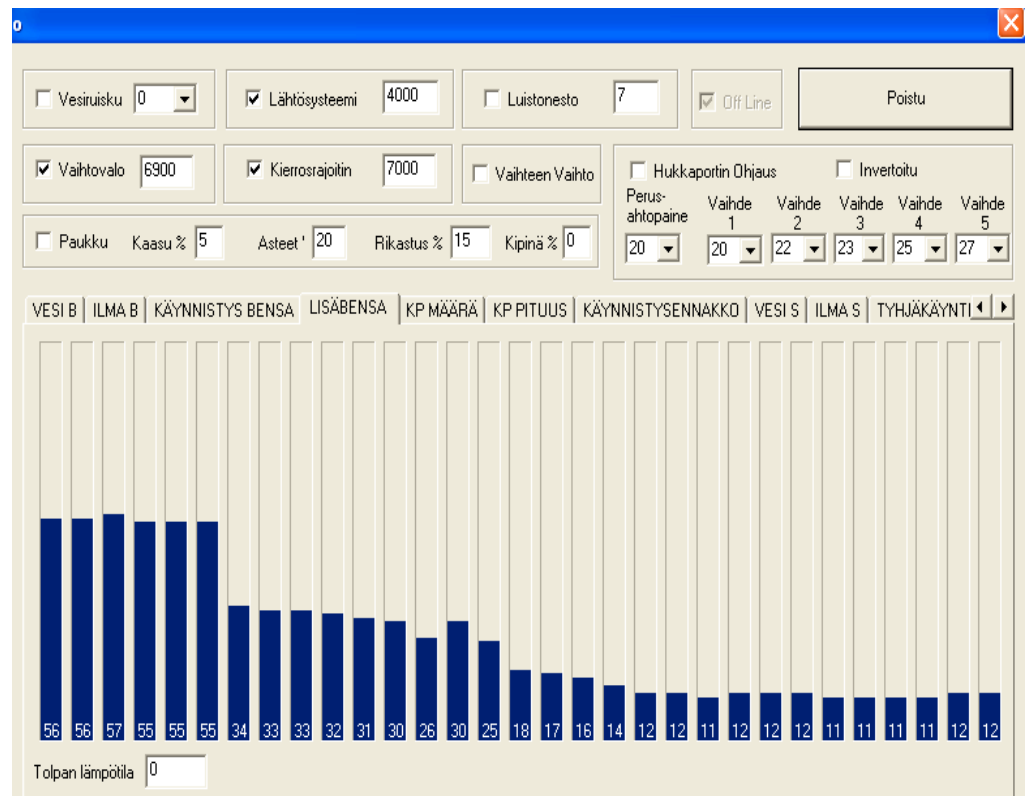 o
Vesiruisku 0 Lähtösysteemi 4000 Luistonesto 7 Off Line Poistu
Vaihtovalo 6900 Kierrosrajoitin 7000 Vaihteen Vaihto
Hukkaportin Ohjaus Invertoitu
Perus-
ahtopaine
Vaihde
1
Vaihde
2
Vaihde
3
Vaihde
4
Vaihde
5
20 20 22 23 25 27
Paukku Kaasu % 5 Asteet ' 20 Rikastus % 15 Kipinä % 0
VESI B ILMA B KÄYNNISTYS BENSA LISÄBENSA KP MÄÄRÄ KP PITUUS KÄYNNISTYSENNAKKO VESI S ILMA S TYHJÄKÄYNTI
56 56 57 55 55 55 34 33 33 32 31 30 26 30 25 18 17 16 14 12 12 11 12 12 12 11 11 11 11 12 12
Tolpan lämpötila 0